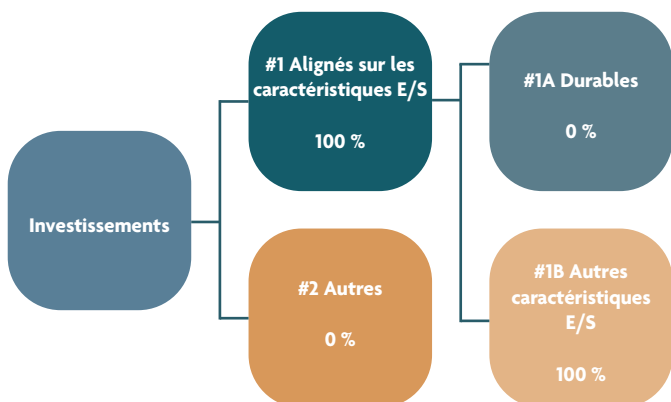 #1 Alignés sur les
caractéristiques E/S
100 %
#1A Durables
0 %
Investissements
#2 Autres
0 %
#1B Autres
caractéristiques
E/S
100 %